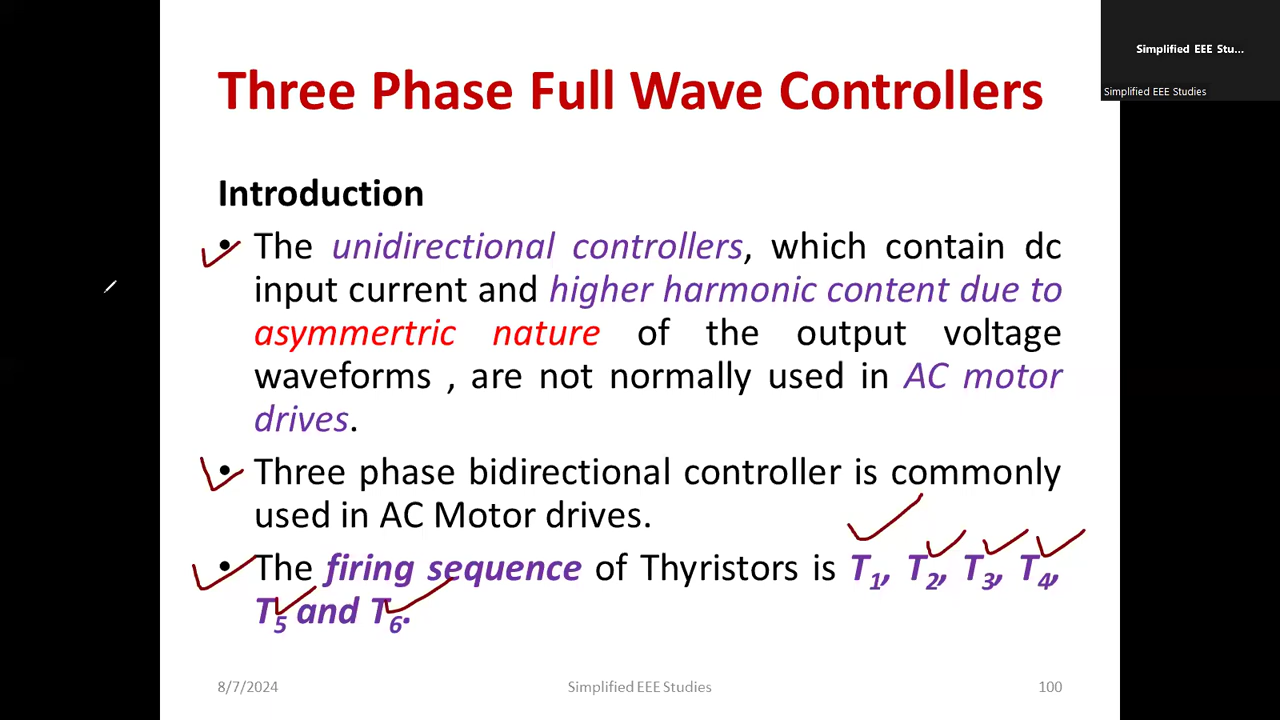 Simplified EEE Stu...
Simplified EEE Studies
Three Phase Full Wave Controllers
Introduction
• The unidirectional controllers, which contain dc
input current and higher harmonic content due to
asymmertric nature of the output voltage
waveforms , are not normally used in AC motor
drives.
• Three phase bidirectional controller is commonly
used in AC Motor drives.
• The firing sequence of Thyristors is T1, T2, T3, T4,
T5 and T6.
8/7/2024 Simplified EEE Studies 100